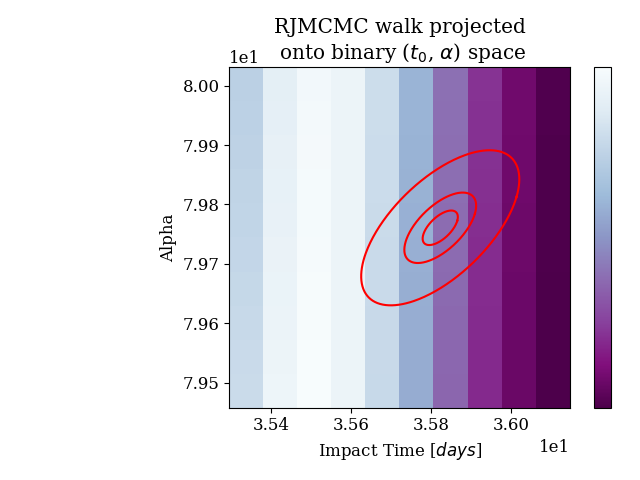 RJMCMC walk projected
onto binary (t₀, α) space
1e1
8.00
7.99
7.98
7.97
7.96
7.95
Alpha
3.54 3.56 3.58 3.60
Impact Time [days]
1e1